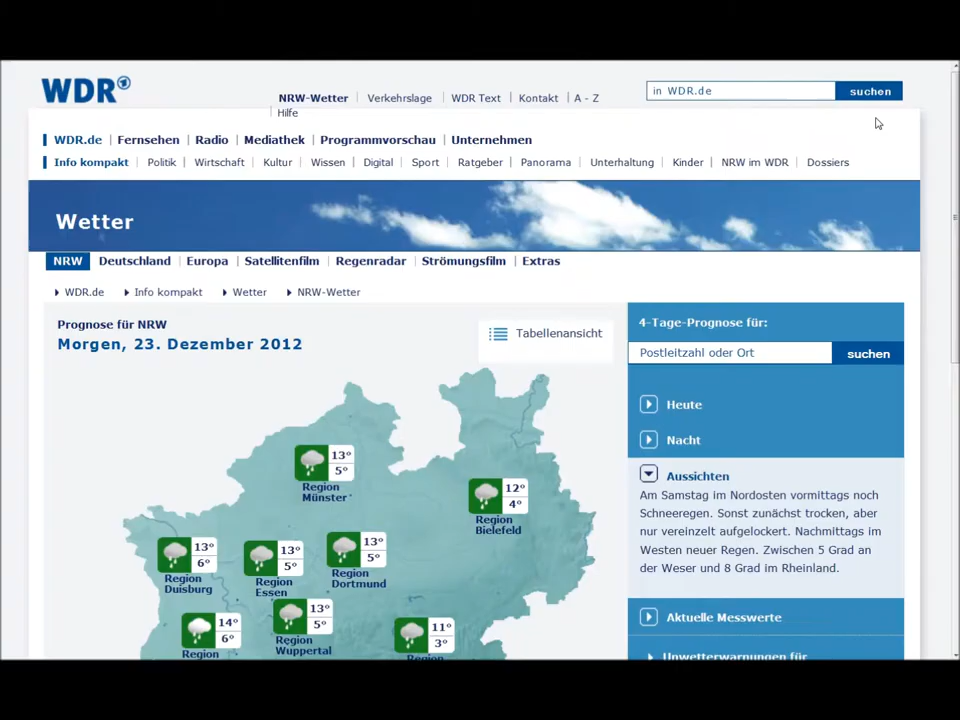 WDR
NRW-Wetter
Verkehrslage
WDR Text
Kontakt
A - Z
Hilfe
in WDR.de
suchen
WDR.de Fernsehen Radio Mediathek Programmvorschau Unternehmen
Info kompakt Politik Wirtschaft Kultur Wissen Digital Sport Ratgeber Panorama Unterhaltung Kinder NRW im WDR Dossiers
Wetter
NRW Deutschland Europa Satellitenfilm Regenradar Strömungsfilm Extras
WDR.de Info kompakt Wetter NRW-Wetter
Prognose für NRW
Morgen, 23. Dezember 2012
Tabellenansicht
13°
5°
Region
Münster
12°
4°
Region
Bielefeld
13°
6°
Region
Duisburg
13°
5°
Region
Essen
13°
5°
Region
Dortmund
14°
6°
Region
13°
5°
Region
Wuppertal
11°
3°
Region
4-Tage-Prognose für:
Postleitzahl oder Ort
suchen
Heute
Nacht
Aussichten
Am Samstag im Nordosten vormittags noch
Schneeregen. Sonst zunächst trocken, aber
nur vereinzelt aufgelockert. Nachmittags im
Westen neuer Regen. Zwischen 5 Grad an
der Weser und 8 Grad im Rheinland.
Aktuelle Messwerte
Unwetterwarnungen für